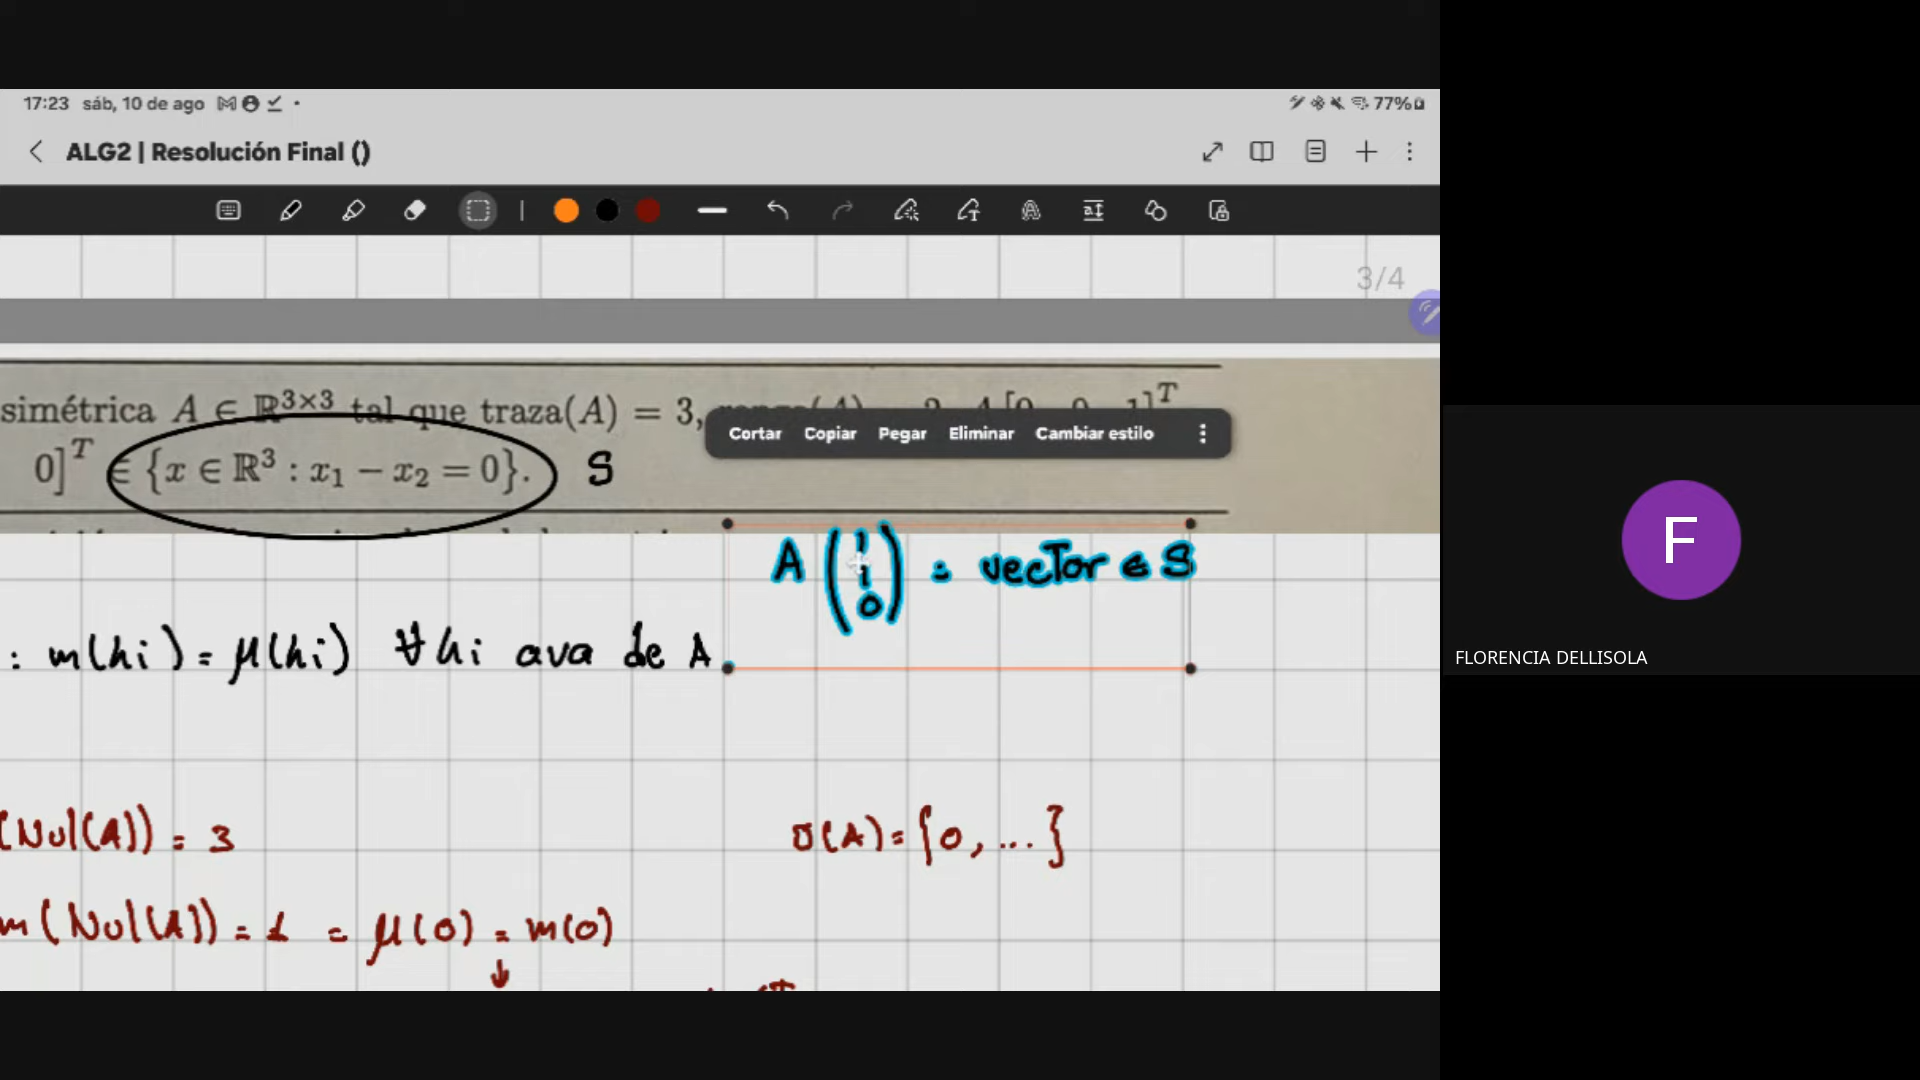 17:23 sáb, 10 de ago
77%
ALG2 | Resolución Final ()
3/4
simétrica A ∈ ℝ³ˣ³ tal que traza(A) = 3,
0]ᵀ ∈ {x ∈ ℝ³ : x₁ − x₂ = 0}. S
Cortar Copiar Pegar Eliminar Cambiar estilo
A (1 1 0) = vector ∈ S
: m(λi) = μ(λi) ∀ λi ava de A
(Nul(A)) = 3
σ(A) = {0, ...}
m (Nul(A)) = 1 = μ(0) = m(0)
↓
F
FLORENCIA DELLISOLA